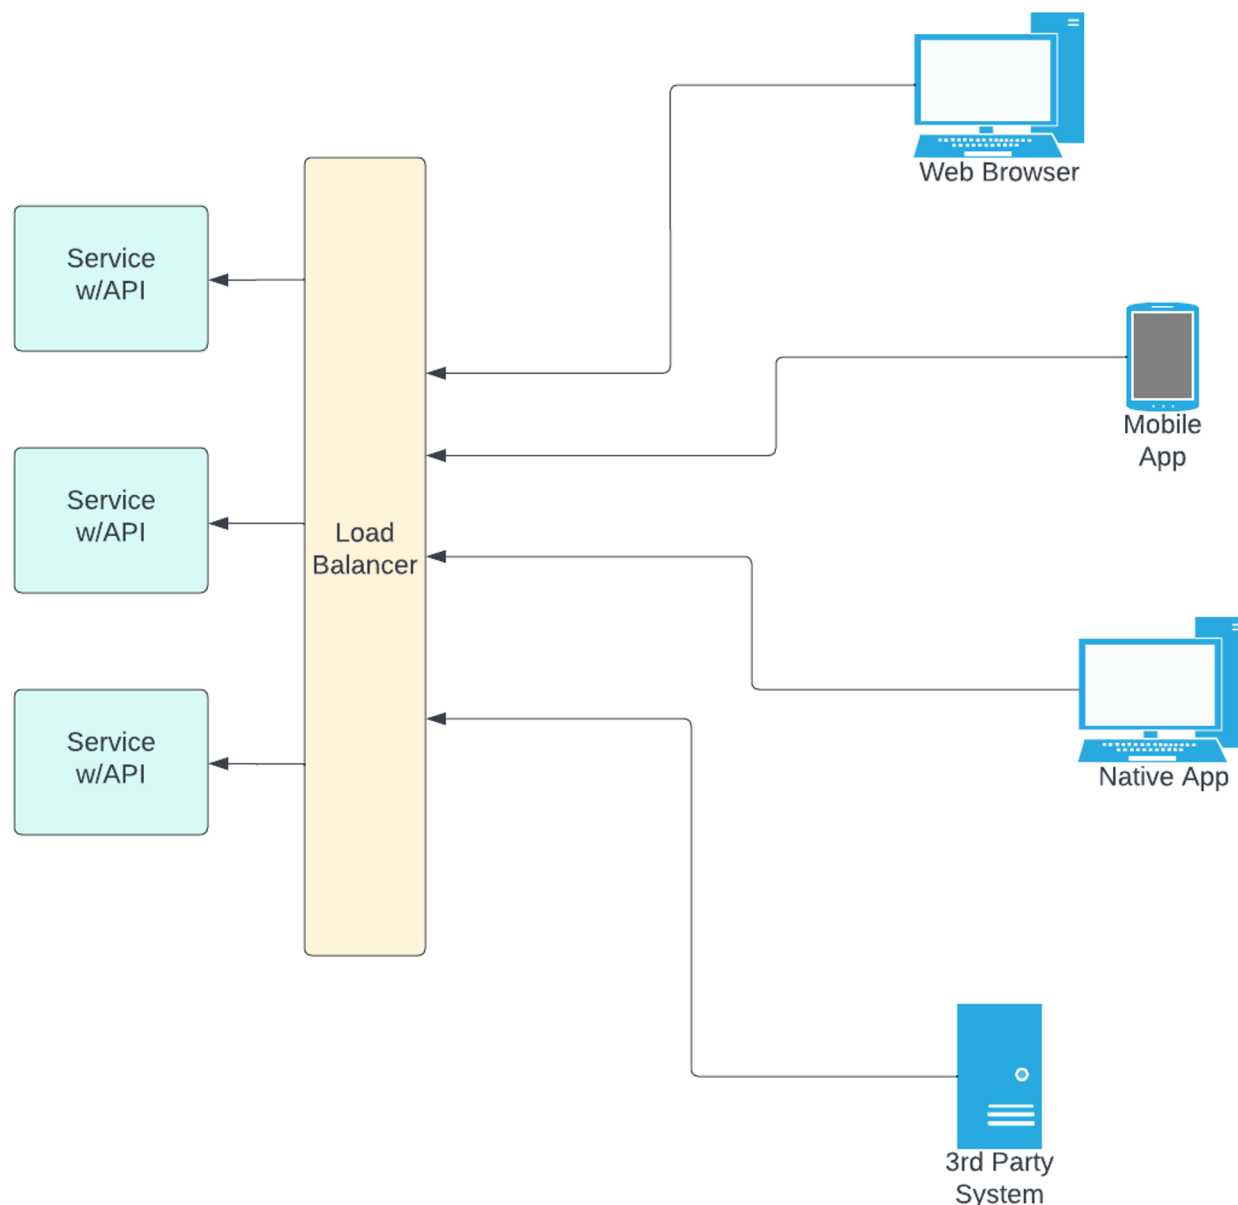 Web Browser
Service
w/API
Mobile
App
Service
w/API
Load
Balancer
Service
w/API
Native App
3rd Party
System